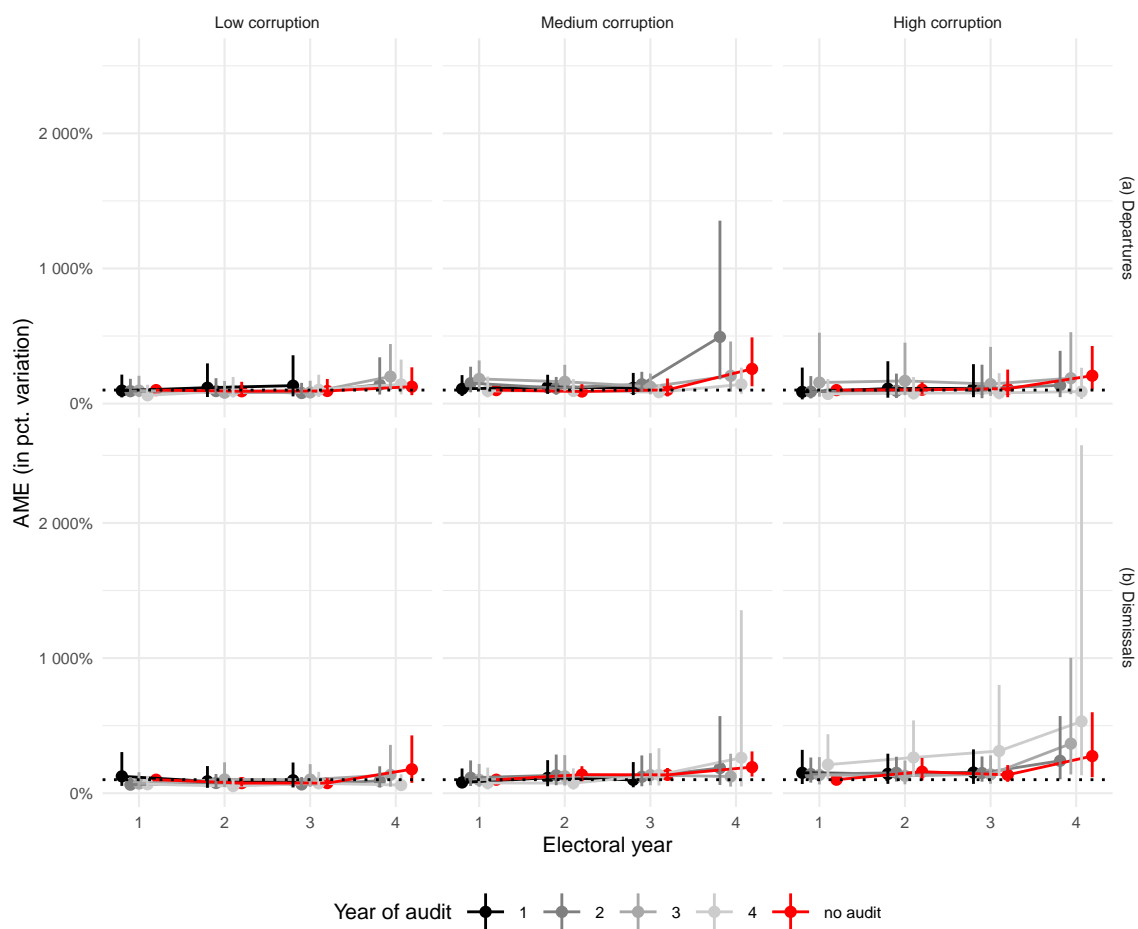 Low corruption Medium corruption High corruption
2 000%
1 000%
0%
(a) Departures
AME (in pct. variation)
2 000%
1 000%
0%
(b) Dismissals
1 2 3 4 1 2 3 4 1 2 3 4
Electoral year
Year of audit 1 2 3 4 no audit